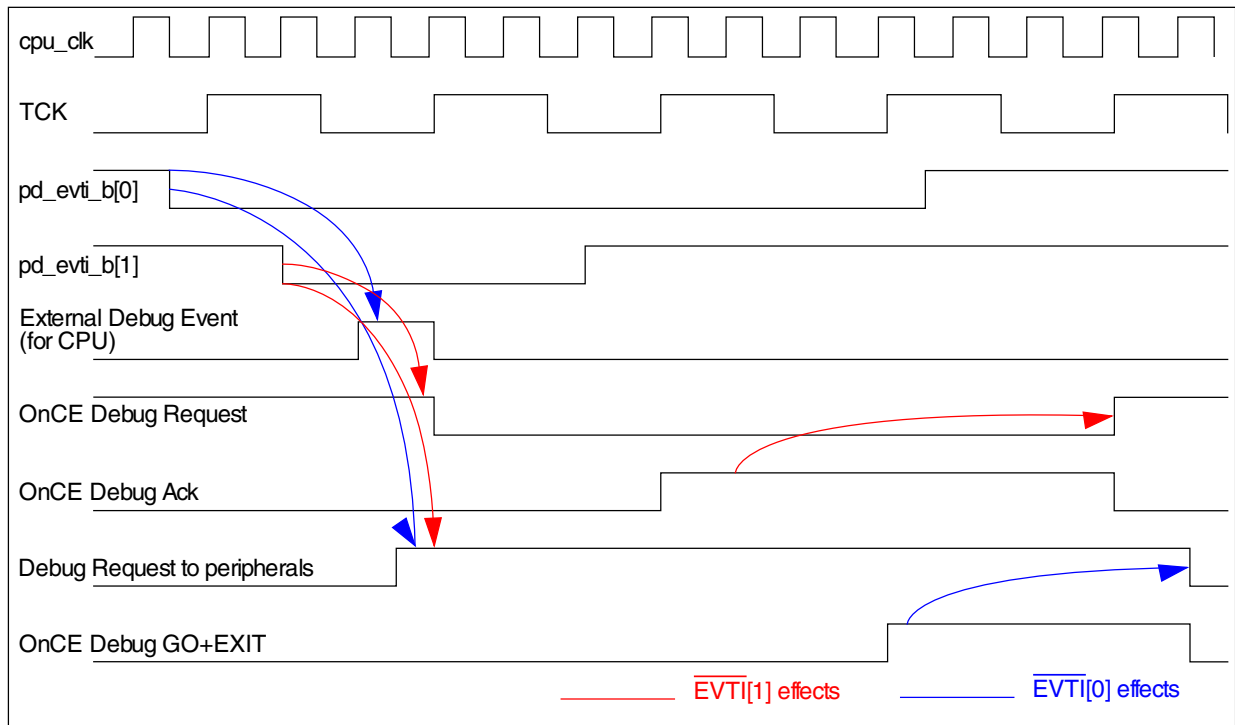 cpu_clk
TCK
pd_evti_b[0]
pd_evti_b[1]
External Debug Event
(for CPU)
OnCE Debug Request
OnCE Debug Ack
Debug Request to peripherals
OnCE Debug GO+EXIT
EVTI[1] effects
EVTI[0] effects